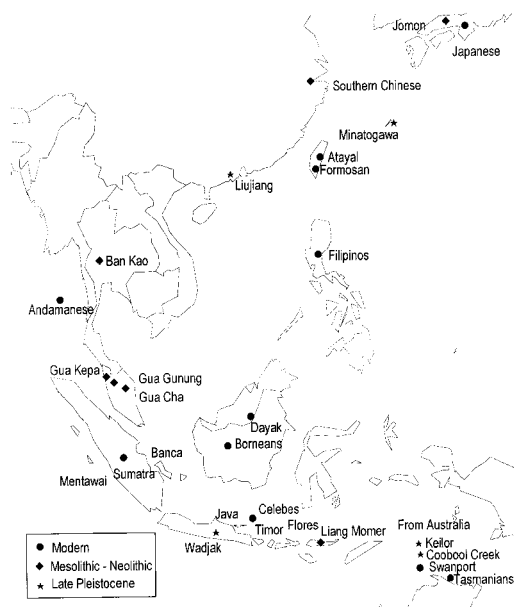 Jomon
Japanese
Southern Chinese
Minatogawa
Atayal
Formosan
Liujiang
Filipinos
Ban Kao
Andamanese
Gua Kepa
Gua Gunung
Gua Cha
Dayak
Borneans
Banca
Sumatra
Mentawai
Java
Celebes
Flores
Timor
Liang Momer
Wadjak
From Australia
Keilor
Coobool Creek
Swanport
Tasmanians
Modern
Mesolithic - Neolithic
Late Pleistocene